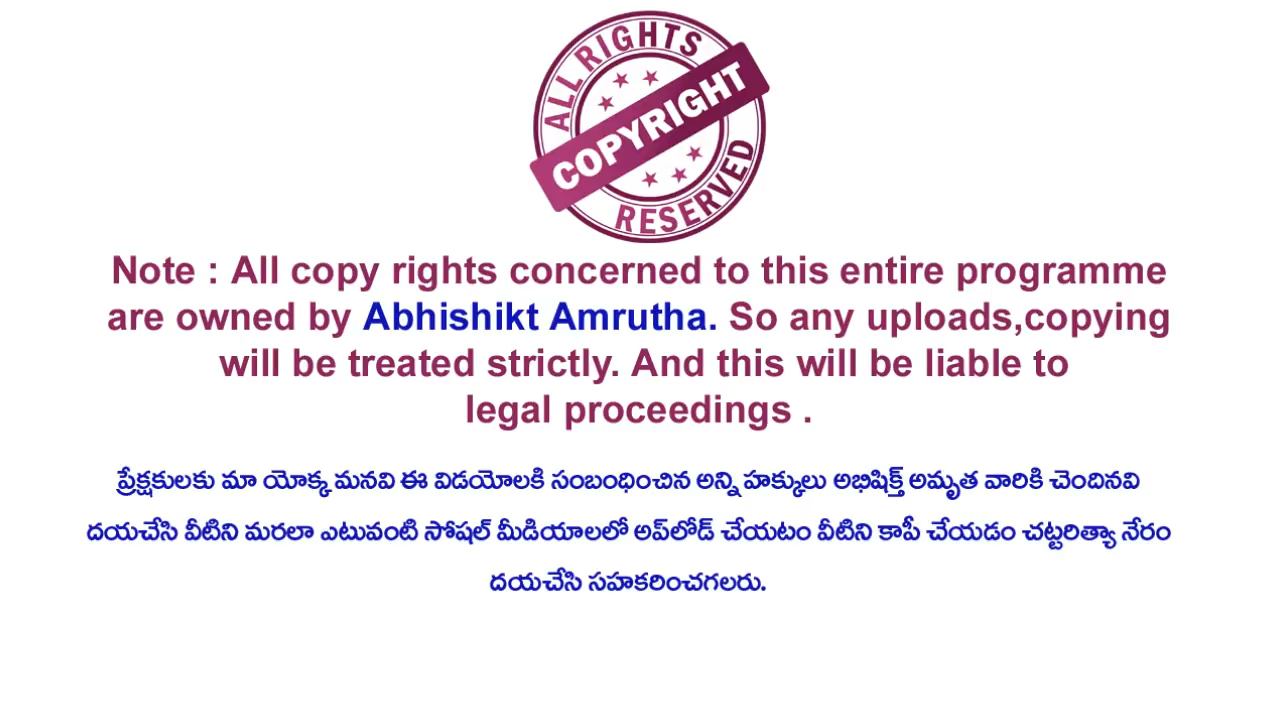 ALL RIGHTS
COPYRIGHT
RESERVED
Note : All copy rights concerned to this entire programme
are owned by Abhishikt Amrutha. So any uploads,copying
will be treated strictly. And this will be liable to
legal proceedings .
ప్రేక్షకులకు మా యోక్క మనవి ఈ విడయోలకి సంబంధించిన అన్ని హక్కులు అభిషిక్త్ అమృత వారికి చెందినవి
దయచేసి వీటిని మరలా ఎటువంటి సోషల్ మీడియాలలో అప్‌లోడ్ చేయటం వీటిని కాపీ చేయడం చట్టరిత్యా నేరం
దయచేసి సహకరించగలరు.